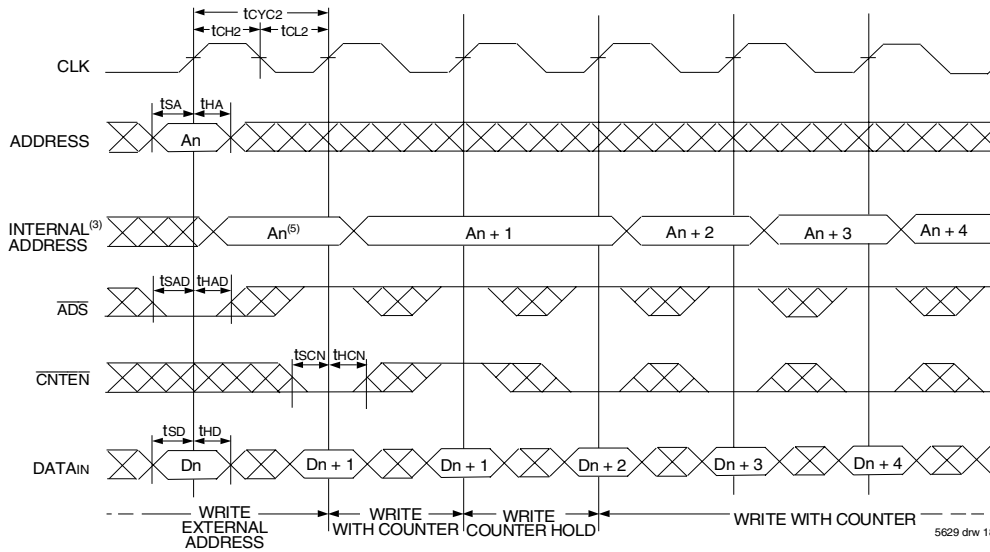 tCYC2
tCH2 tCL2
CLK
tSA tHA
ADDRESS An
INTERNAL(3)
ADDRESS
An(5) An + 1 An + 2 An + 3 An + 4
tSAD tHAD
ADS
tSCN tHCN
CNTEN
tSD tHD
DATAIN Dn Dn + 1 Dn + 1 Dn + 2 Dn + 3 Dn + 4
WRITE
EXTERNAL
ADDRESS
WRITE
WITH COUNTER
WRITE
COUNTER HOLD
WRITE WITH COUNTER
5629 drw